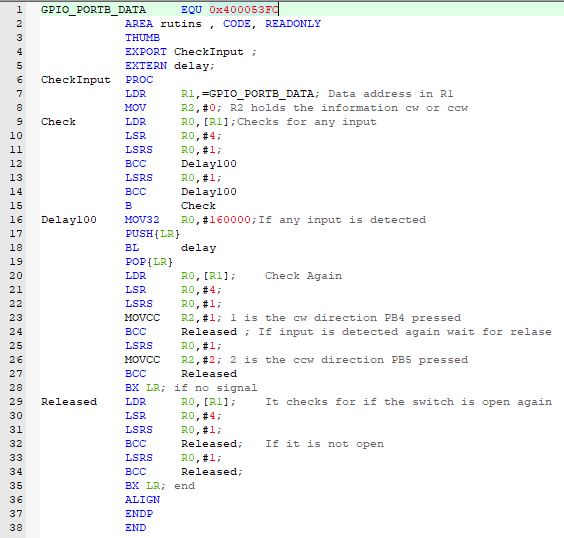 1 GPIO_PORTB_DATA EQU 0x400053FC
2 AREA rutins , CODE, READONLY
3 THUMB
4 EXPORT CheckInput ;
5 EXTERN delay;
6 CheckInput PROC
7 LDR R1,=GPIO_PORTB_DATA; Data address in R1
8 MOV R2,#0; R2 holds the information cw or ccw
9 Check LDR R0,[R1];Checks for any input
10 LSR R0,#4;
11 LSRS R0,#1;
12 BCC Delay100
13 LSRS R0,#1;
14 BCC Delay100
15 B Check
16 Delay100 MOV32 R0,#160000;If any input is detected
17 PUSH{LR}
18 BL delay
19 POP{LR}
20 LDR R0,[R1]; Check Again
21 LSR R0,#4;
22 LSRS R0,#1;
23 MOVCC R2,#1; 1 is the cw direction PB4 pressed
24 BCC Released ; If input is detected again wait for relase
25 LSRS R0,#1;
26 MOVCC R2,#2; 2 is the ccw direction PB5 pressed
27 BCC Released
28 BX LR; if no signal
29 Released LDR R0,[R1]; It checks for if the switch is open again
30 LSR R0,#4;
31 LSRS R0,#1;
32 BCC Released; If it is not open
33 LSRS R0,#1;
34 BCC Released;
35 BX LR; end
36 ALIGN
37 ENDP
38 END